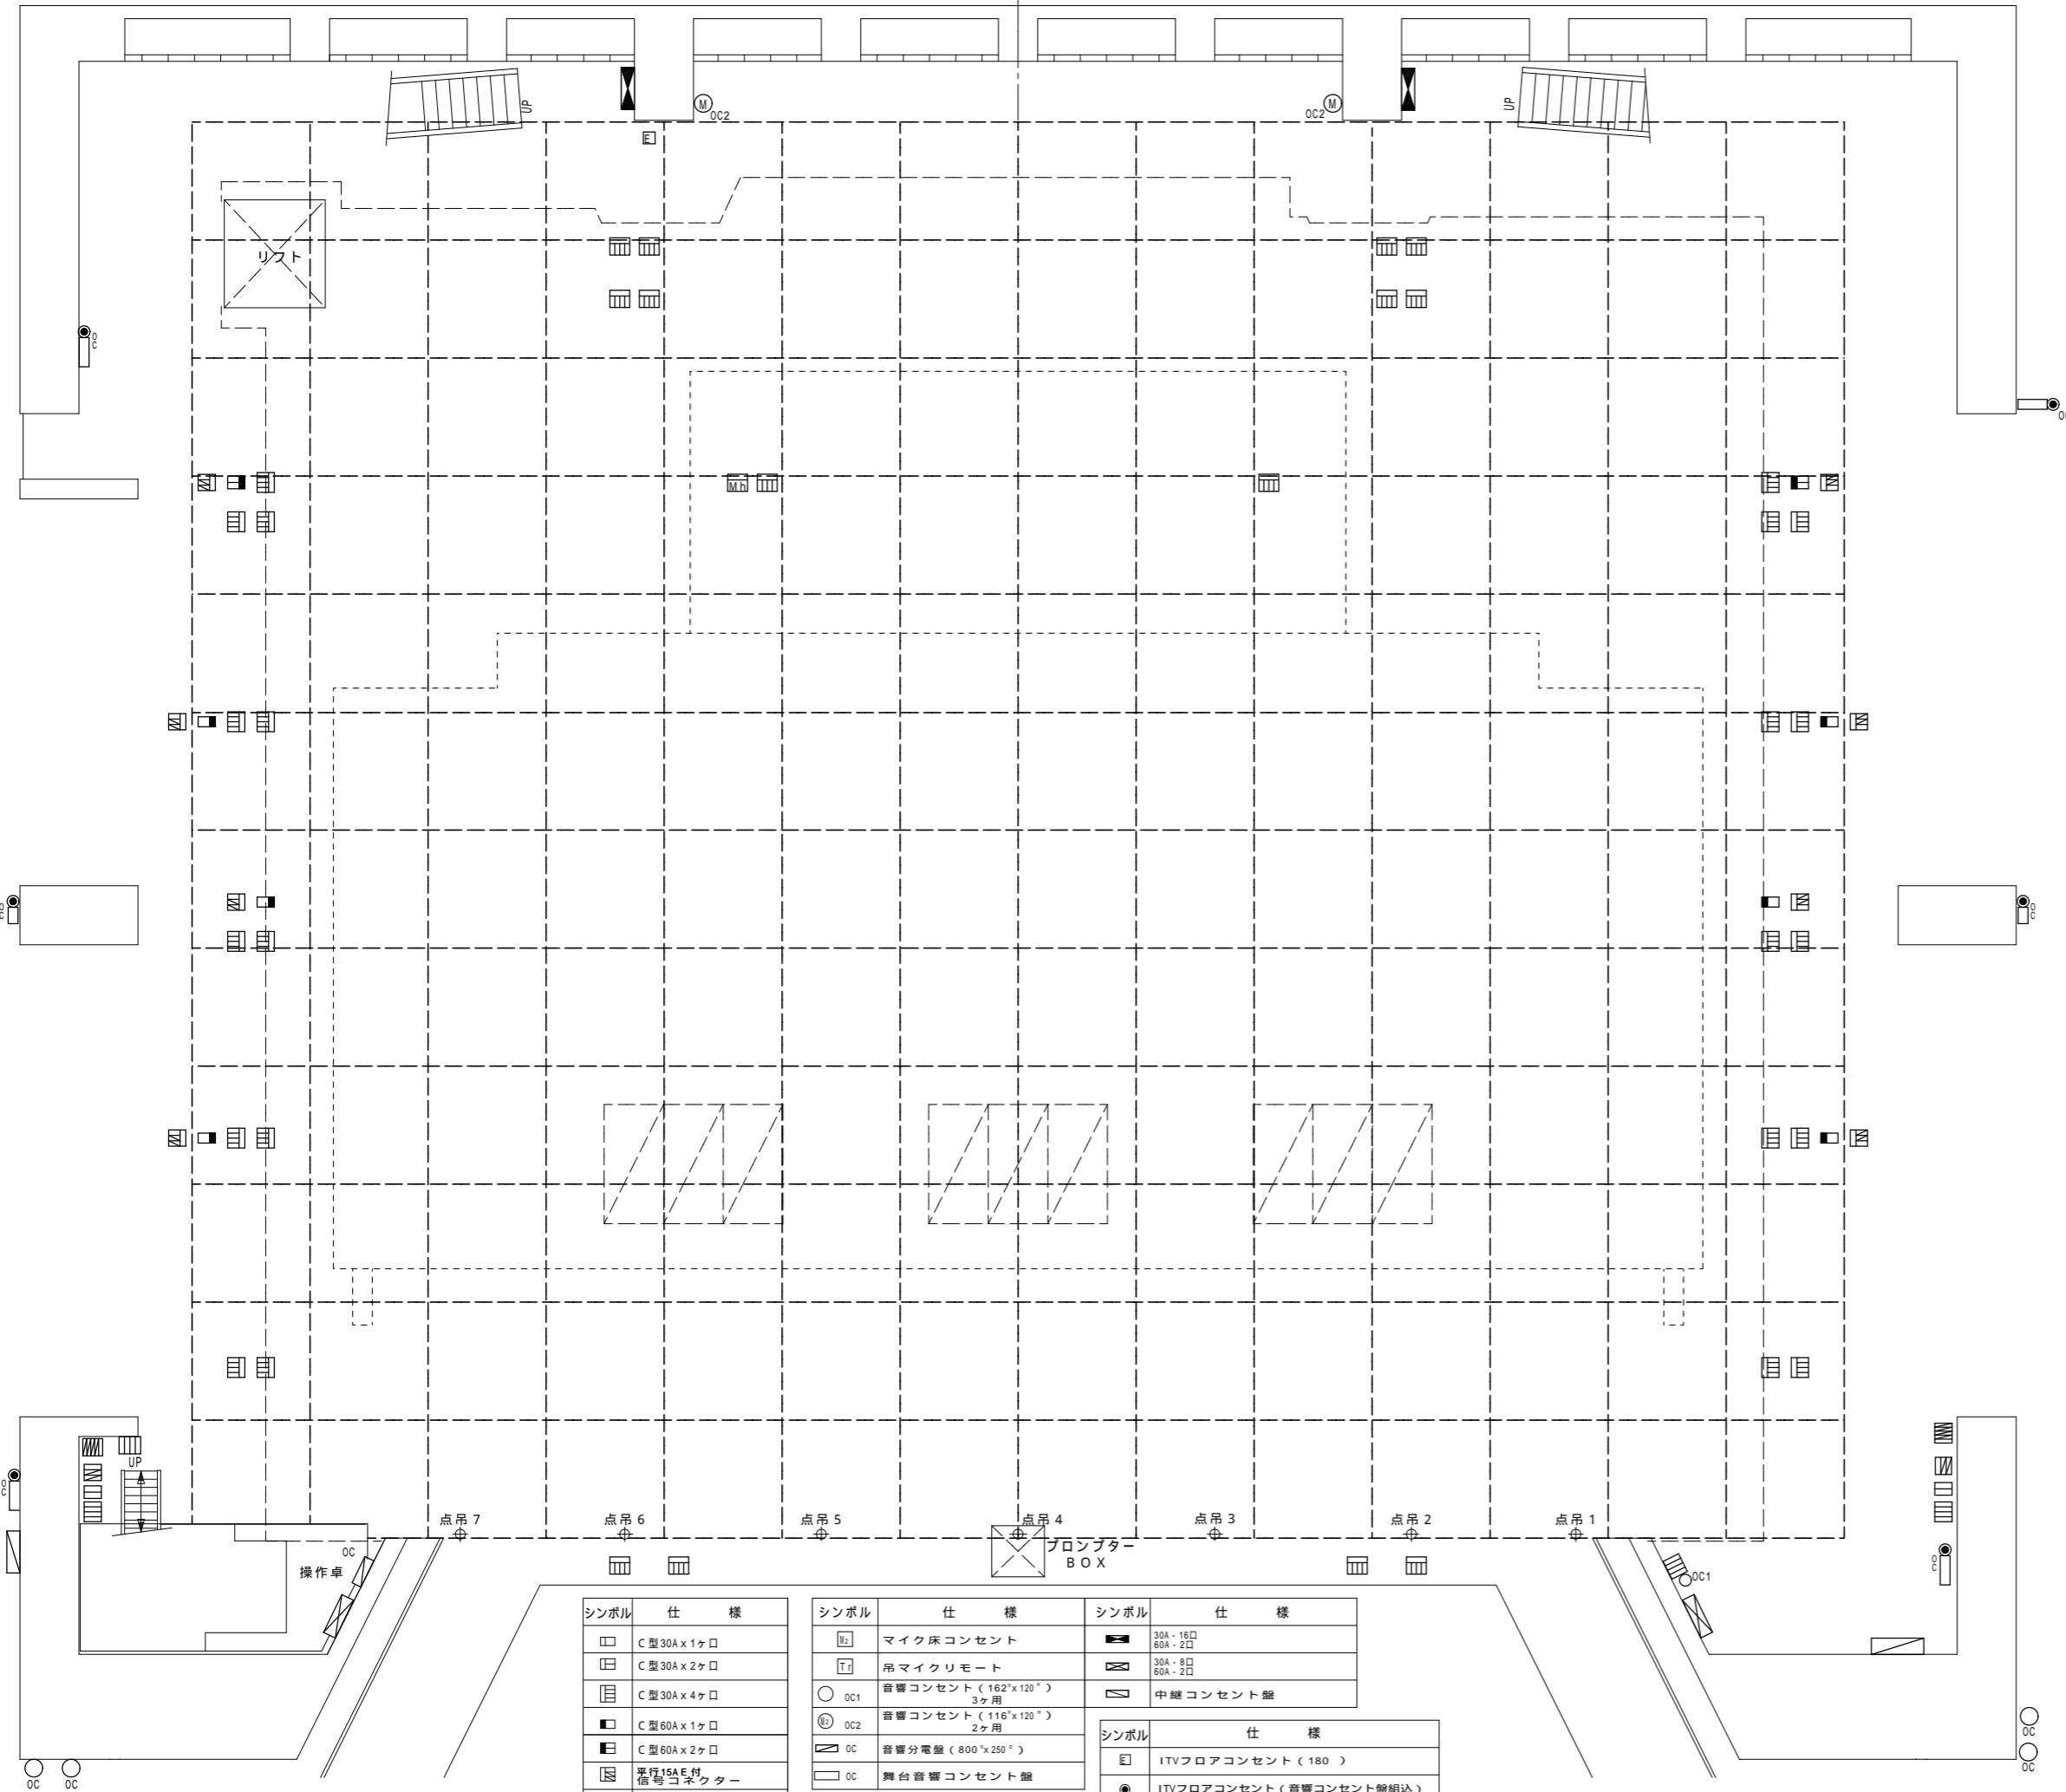 UP
M
OC2
E
OC2
M
UP
リフト
OC
Mh
OC
OC
UP
OC
点吊7
点吊6
点吊5
点吊4
点吊3
点吊2
点吊1
プロンプター
BOX
OC
操作卓
OC1
OC
OC
OC
OC
OC
シンボル 仕 様
C型30A x 1ヶ口
C型30A x 2ヶ口
C型30A x 4ヶ口
C型60A x 1ヶ口
C型60A x 2ヶ口
平行15AE付
信号コネクター
シンボル 仕 様
M2 マイク床コンセント
Tr 吊マイクリモート
OC1 音響コンセント(162°x120°)
3ヶ用
M2 OC2 音響コンセント(116°x120°)
2ヶ用
OC 音響分電盤(800°x250°)
OC 舞台音響コンセント盤
シンボル 仕 様
30A - 16口
60A - 2口
30A - 8口
60A - 2口
中継コンセント盤
シンボル 仕 様
E ITVフロアコンセント(180 )
ITVフロアコンセント(音響コンセント盤組込)